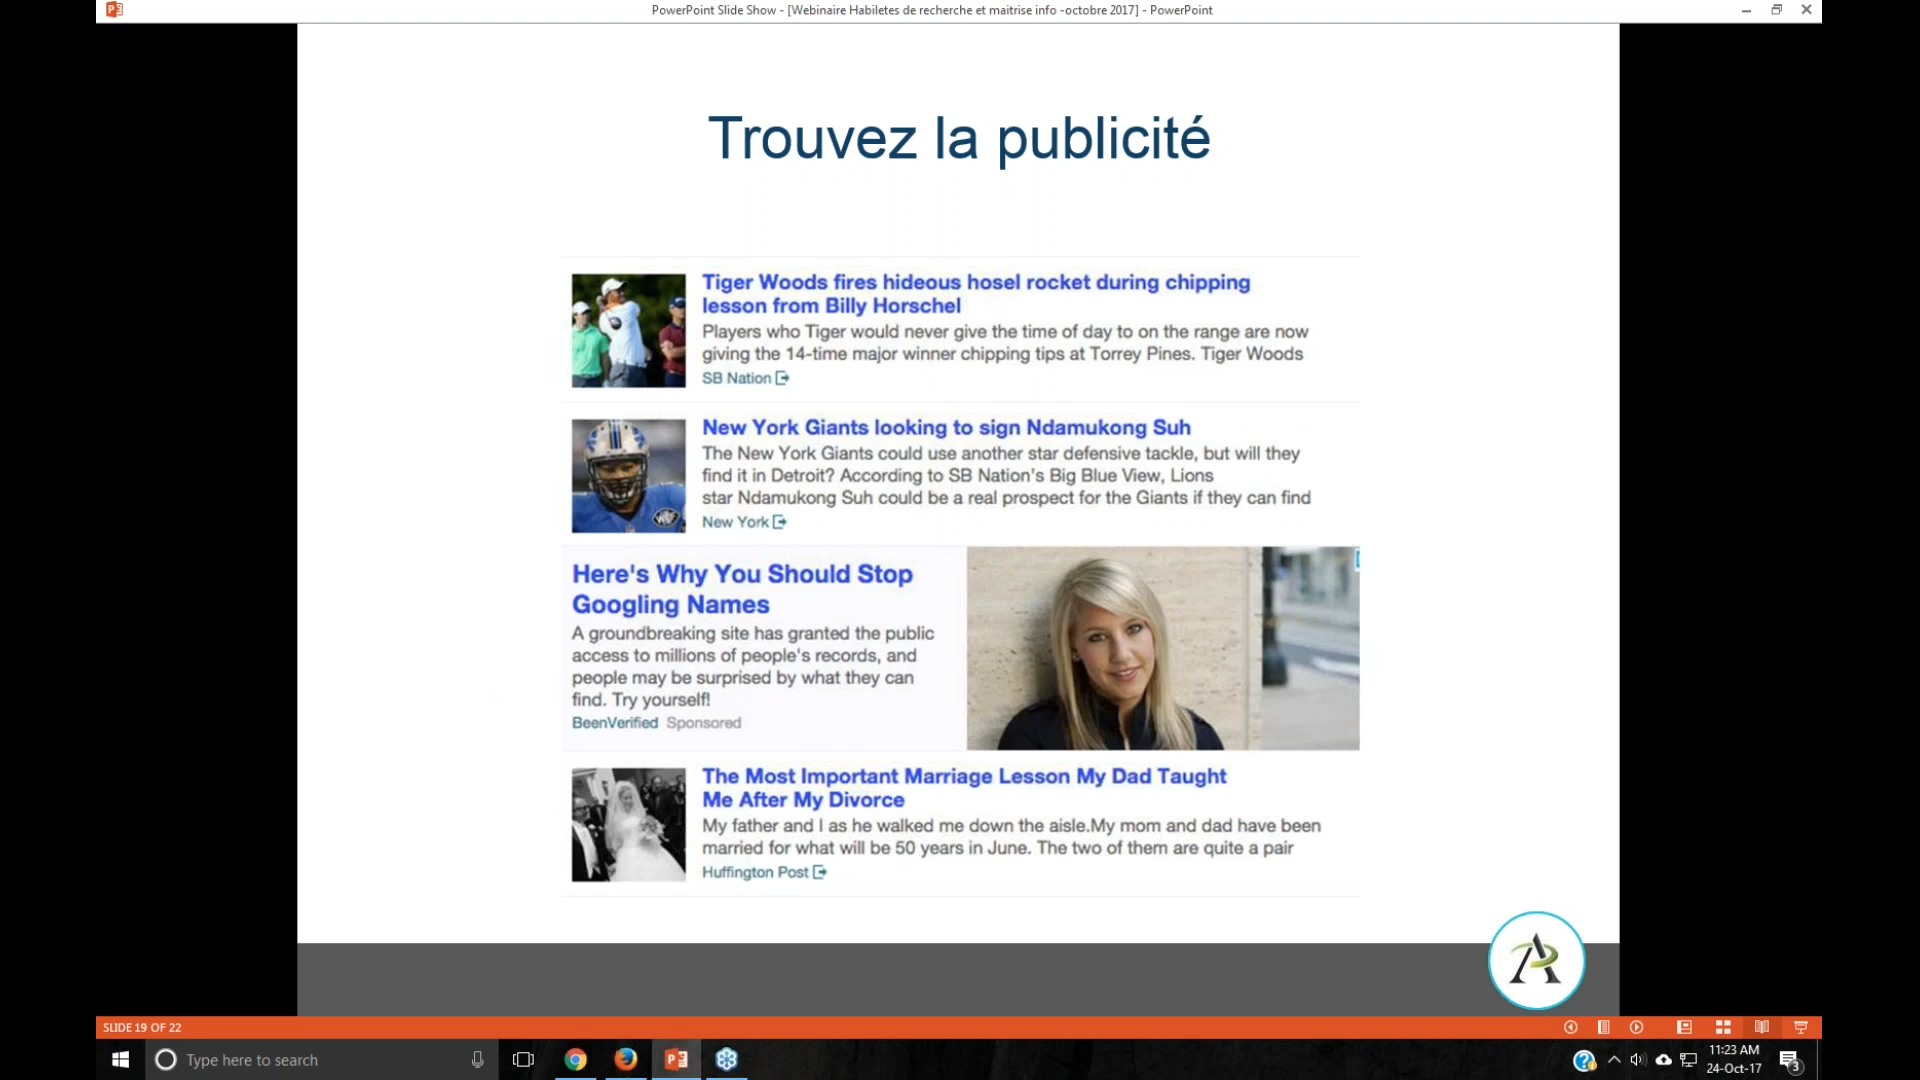 PowerPoint Slide Show - [Webinaire Habiletes de recherche et maitrise info -octobre 2017] - PowerPoint
Trouvez la publicité
Tiger Woods fires hideous hosel rocket during chipping
lesson from Billy Horschel
Players who Tiger would never give the time of day to on the range are now
giving the 14-time major winner chipping tips at Torrey Pines. Tiger Woods
SB Nation
New York Giants looking to sign Ndamukong Suh
The New York Giants could use another star defensive tackle, but will they
find it in Detroit? According to SB Nation's Big Blue View, Lions
star Ndamukong Suh could be a real prospect for the Giants if they can find
New York
Here's Why You Should Stop
Googling Names
A groundbreaking site has granted the public
access to millions of people's records, and
people may be surprised by what they can
find. Try yourself!
BeenVerified Sponsored
The Most Important Marriage Lesson My Dad Taught
Me After My Divorce
My father and I as he walked me down the aisle.My mom and dad have been
married for what will be 50 years in June. The two of them are quite a pair
Huffington Post
SLIDE 19 OF 22
Type here to search
11:23 AM
24-Oct-17
3